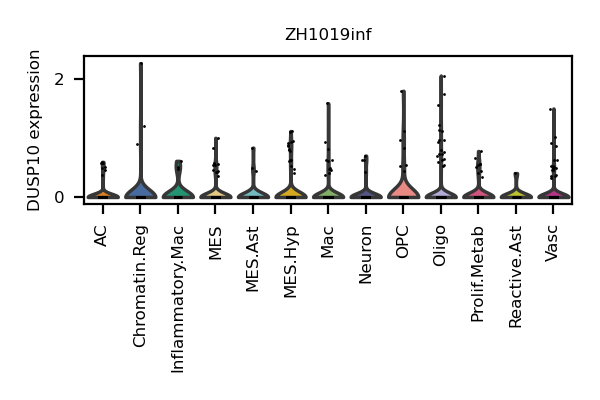 ZH1019inf
DUSP10 expression
2
0
AC
Chromatin.Reg
Inflammatory.Mac
MES
MES.Ast
MES.Hyp
Mac
Neuron
OPC
Oligo
Prolif.Metab
Reactive.Ast
Vasc